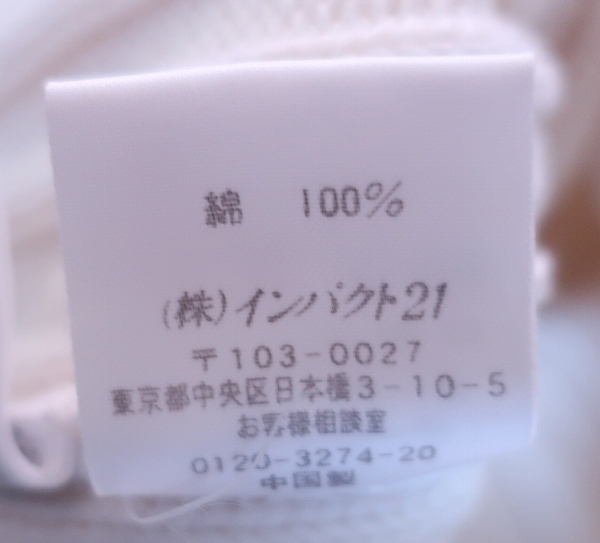 綿 100%
(株)インパクト21
〒103-0027
東京都中央区日本橋3-10-5
お客様相談室
0120-3274-20
中国製